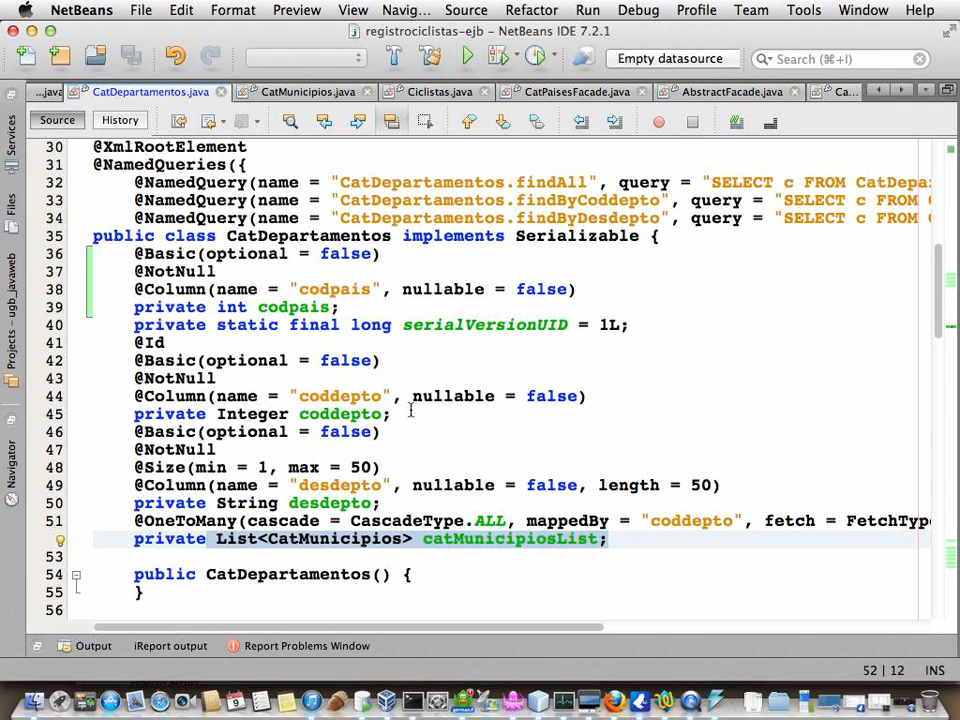 NetBeans File Edit Format Preview View Navig... Source Refactor Run Debug Profile Team Tools Window Help
registrociclistas-ejb – NetBeans IDE 7.2.1
Empty datasource
Search (⌘+I)
...java CatDepartamentos.java CatMunicipios.java Ciclistas.java CatPaisesFacade.java AbstractFacade.java Ca...
Source History
Services
Files
Projects - ugb_javaweb
Navigator
30 @XmlRootElement
31 @NamedQueries({
32 @NamedQuery(name = "CatDepartamentos.findAll", query = "SELECT c FROM CatDepa
33 @NamedQuery(name = "CatDepartamentos.findByCoddepto", query = "SELECT c FROM
34 @NamedQuery(name = "CatDepartamentos.findByDesdepto", query = "SELECT c FROM
35 public class CatDepartamentos implements Serializable {
36 @Basic(optional = false)
37 @NotNull
38 @Column(name = "codpais", nullable = false)
39 private int codpais;
40 private static final long serialVersionUID = 1L;
41 @Id
42 @Basic(optional = false)
43 @NotNull
44 @Column(name = "coddepto", nullable = false)
45 private Integer coddepto;
46 @Basic(optional = false)
47 @NotNull
48 @Size(min = 1, max = 50)
49 @Column(name = "desdepto", nullable = false, length = 50)
50 private String desdepto;
51 @OneToMany(cascade = CascadeType.ALL, mappedBy = "coddepto", fetch = FetchType
private List<CatMunicipios> catMunicipiosList;
53
54 public CatDepartamentos() {
55 }
56
Output iReport output Report Problems Window
52 | 12 INS